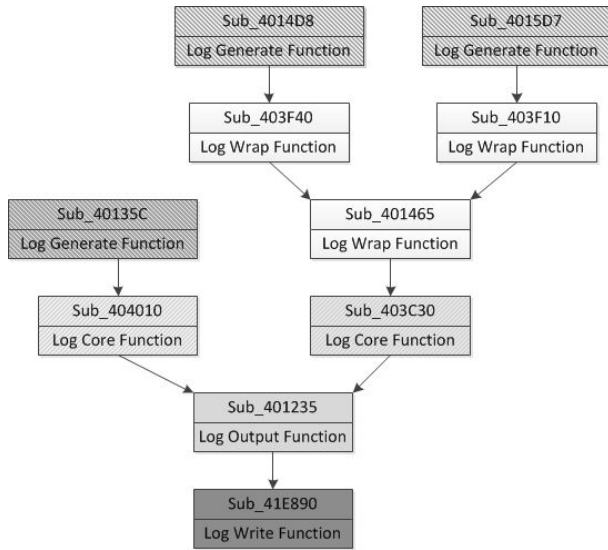 Sub_4014D8
Log Generate Function
Sub_4015D7
Log Generate Function
Sub_403F40
Log Wrap Function
Sub_403F10
Log Wrap Function
Sub_40135C
Log Generate Function
Sub_401465
Log Wrap Function
Sub_404010
Log Core Function
Sub_403C30
Log Core Function
Sub_401235
Log Output Function
Sub_41E890
Log Write Function